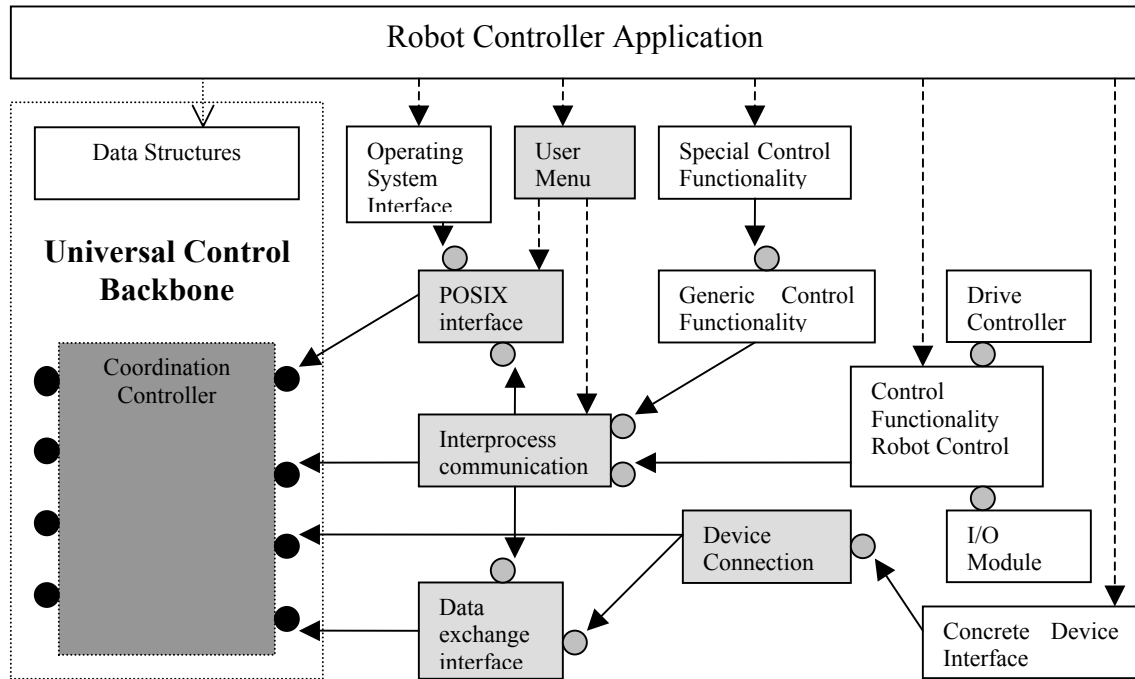 Robot Controller Application
Data Structures
Operating
System
Interface
User
Menu
Special Control
Functionality
Universal Control
Backbone
POSIX
interface
Generic Control
Functionality
Drive
Controller
Coordination
Controller
Control
Functionality
Robot Control
Interprocess
communication
Device
Connection
I/O
Module
Data
exchange
interface
Concrete Device
Interface